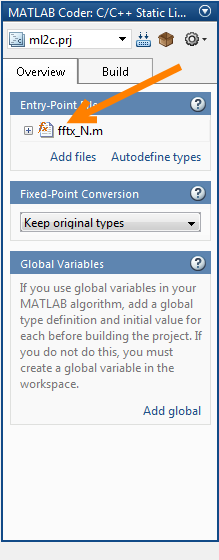 MATLAB Coder: C/C++ Static Li...
ml2c.prj
Overview
Build
Entry-Point Files
fftx_N.m
Add files
Autodefine types
Fixed-Point Conversion
Keep original types
Global Variables
If you use global variables in your
MATLAB algorithm, add a global
type definition and initial value for
each before building the project. If
you do not do this, you must
create a global variable in the
workspace.
Add global